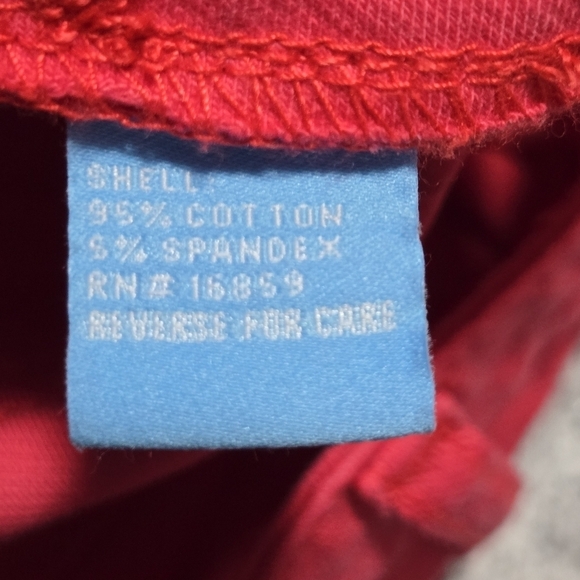 SHELL:
95% COTTON
5% SPANDEX
RN# 16859
REVERSE FOR CARE